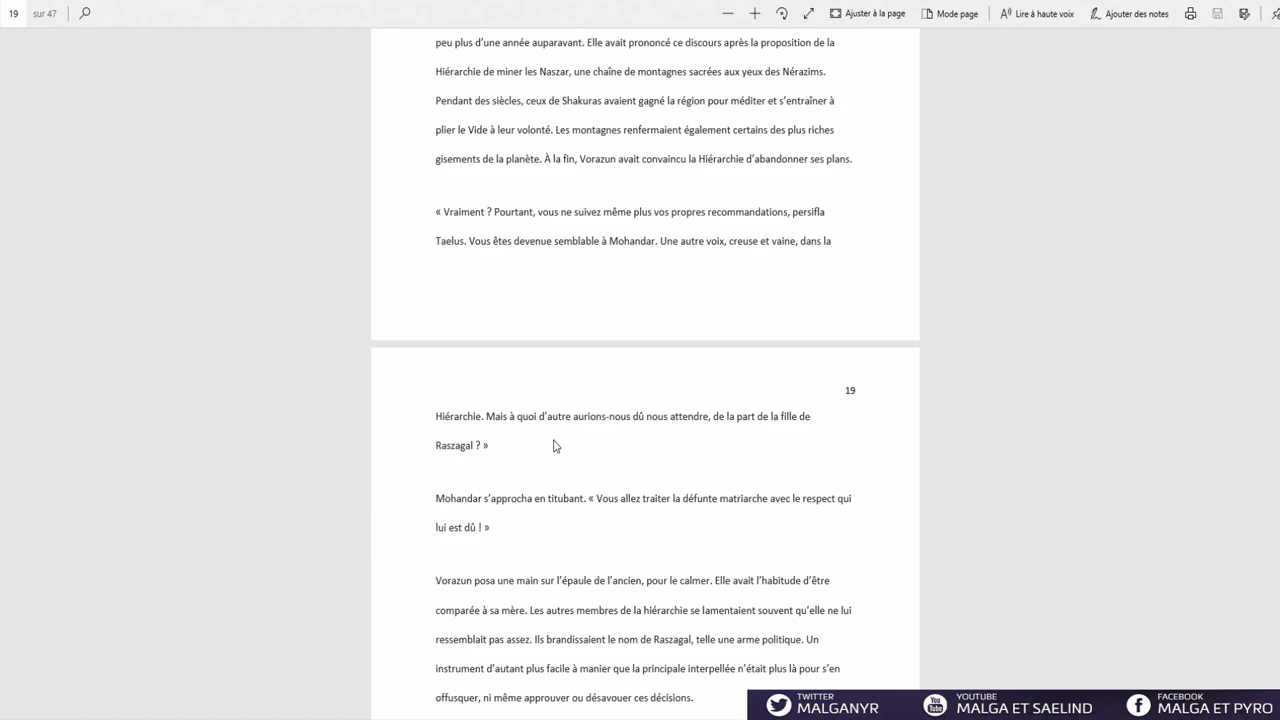 19
sur 47
Ajuster à la page
Mode page
Lire à haute voix
Ajouter des notes
peu plus d'une année auparavant. Elle avait prononcé ce discours après la proposition de la
Hiérarchie de miner les Naszar, une chaîne de montagnes sacrées aux yeux des Nérazims.
Pendant des siècles, ceux de Shakuras avaient gagné la région pour méditer et s'entraîner à
plier le Vide à leur volonté. Les montagnes renfermaient également certains des plus riches
gisements de la planète. À la fin, Vorazun avait convaincu la Hiérarchie d'abandonner ses plans.
« Vraiment ? Pourtant, vous ne suivez même plus vos propres recommandations, persifla
Taelus. Vous êtes devenue semblable à Mohandar. Une autre voix, creuse et vaine, dans la
19
Hiérarchie. Mais à quoi d'autre aurions-nous dû nous attendre, de la part de la fille de
Raszagal ? »
Mohandar s'approcha en titubant. « Vous allez traiter la défunte matriarche avec le respect qui
lui est dû ! »
Vorazun posa une main sur l'épaule de l'ancien, pour le calmer. Elle avait l'habitude d'être
comparée à sa mère. Les autres membres de la hiérarchie se lamentaient souvent qu'elle ne lui
ressemblait pas assez. Ils brandissaient le nom de Raszagal, telle une arme politique. Un
instrument d'autant plus facile à manier que la principale interpellée n'était plus là pour s'en
offusquer, ni même approuver ou désavouer ces décisions.
TWITTER
MALGANYR
YOUTUBE
MALGA ET SAELIND
FACEBOOK
MALGA ET PYRO